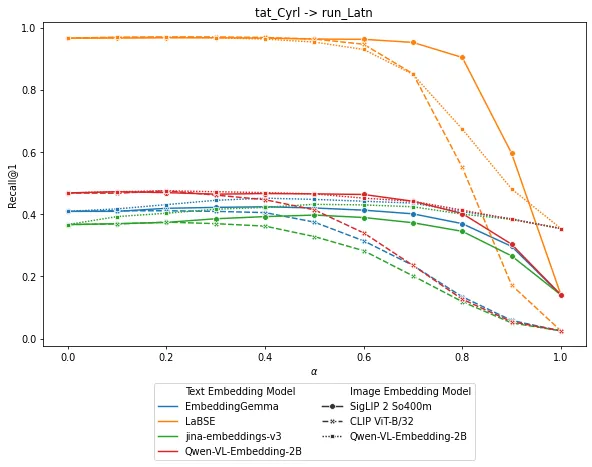 tat_Cyrl -> run_Latn
1.0
0.8
0.6
0.4
0.2
0.0
Recall@1
0.0 0.2 0.4 0.6 0.8 1.0
α
Text Embedding Model
EmbeddingGemma
LaBSE
jina-embeddings-v3
Qwen-VL-Embedding-2B
Image Embedding Model
SigLIP 2 So400m
CLIP ViT-B/32
Qwen-VL-Embedding-2B